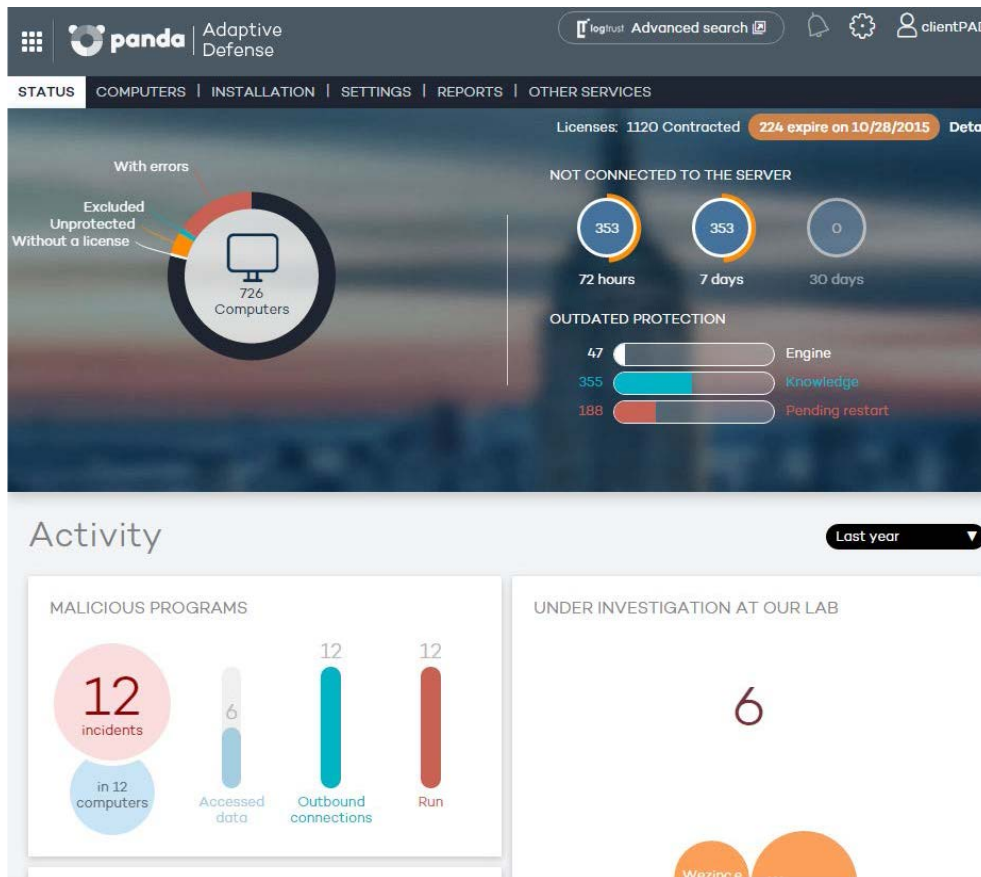 panda Adaptive Defense
logtrust Advanced search
STATUS COMPUTERS | INSTALLATION | SETTINGS | REPORTS | OTHER SERVICES
Licenses: 1120 Contracted 224 expire on 10/28/2015
With errors
Excluded
Unprotected
Without a license
726
Computers
NOT CONNECTED TO THE SERVER
353 353 0
72 hours 7 days 30 days
OUTDATED PROTECTION
47 Engine
355 Knowledge
188 Pending restart
Activity
Last year
MALICIOUS PROGRAMS
12
incidents
in 12
computers
6 12 12
Accessed
data
Outbound
connections
Run
UNDER INVESTIGATION AT OUR LAB
6